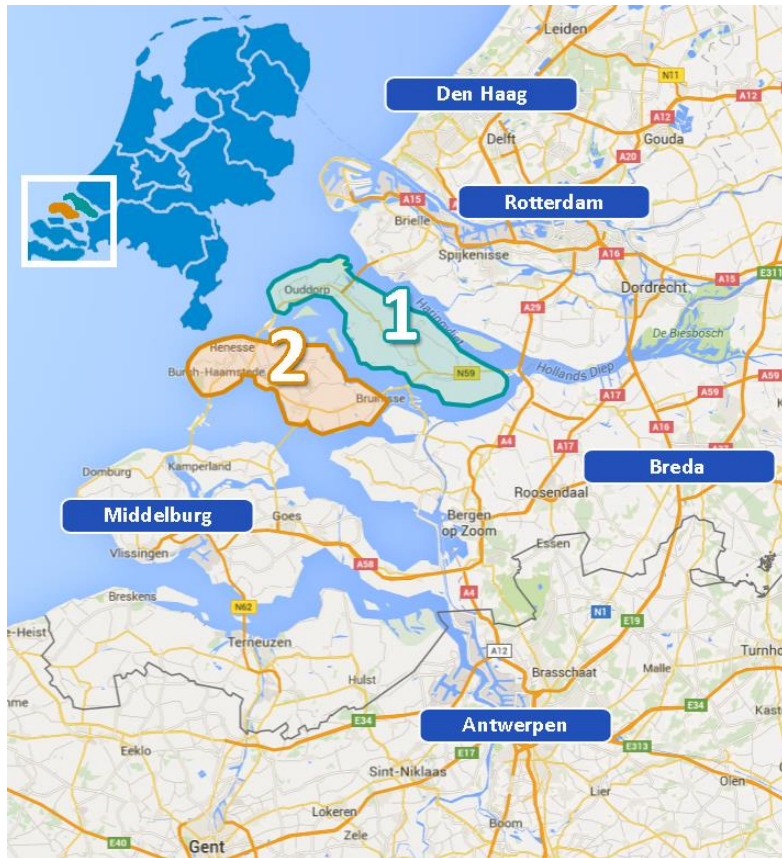 Leiden
N11
Den Haag
A12
A12
Delft
Gouda
A20
A15
Rotterdam
Brielle
A16
E311
Spijkenisse
A15
Dordrecht
Ouddorp
1
Haringvliet
A29
De Biesbosch
Renesse
2
Hollands Diep
Burgh-Haamstede
N59
A59
Bruinisse
A17
A59
A4
A17
A16
Breda
Domburg
Kamperland
Roosendaal
Middelburg
Goes
Bergen
op Zoom
Essen
Vlissingen
A58
Breskens
A4
N62
N1
E19
Terneuzen
A12
Turnh
Hulst
Brasschaat
Malle
E34
Antwerpen
E34
Kast
Eeklo
E17
E313
Sint-Niklaas
Lier
Olen
Lokeren
Boom
Zele
E40
Gent